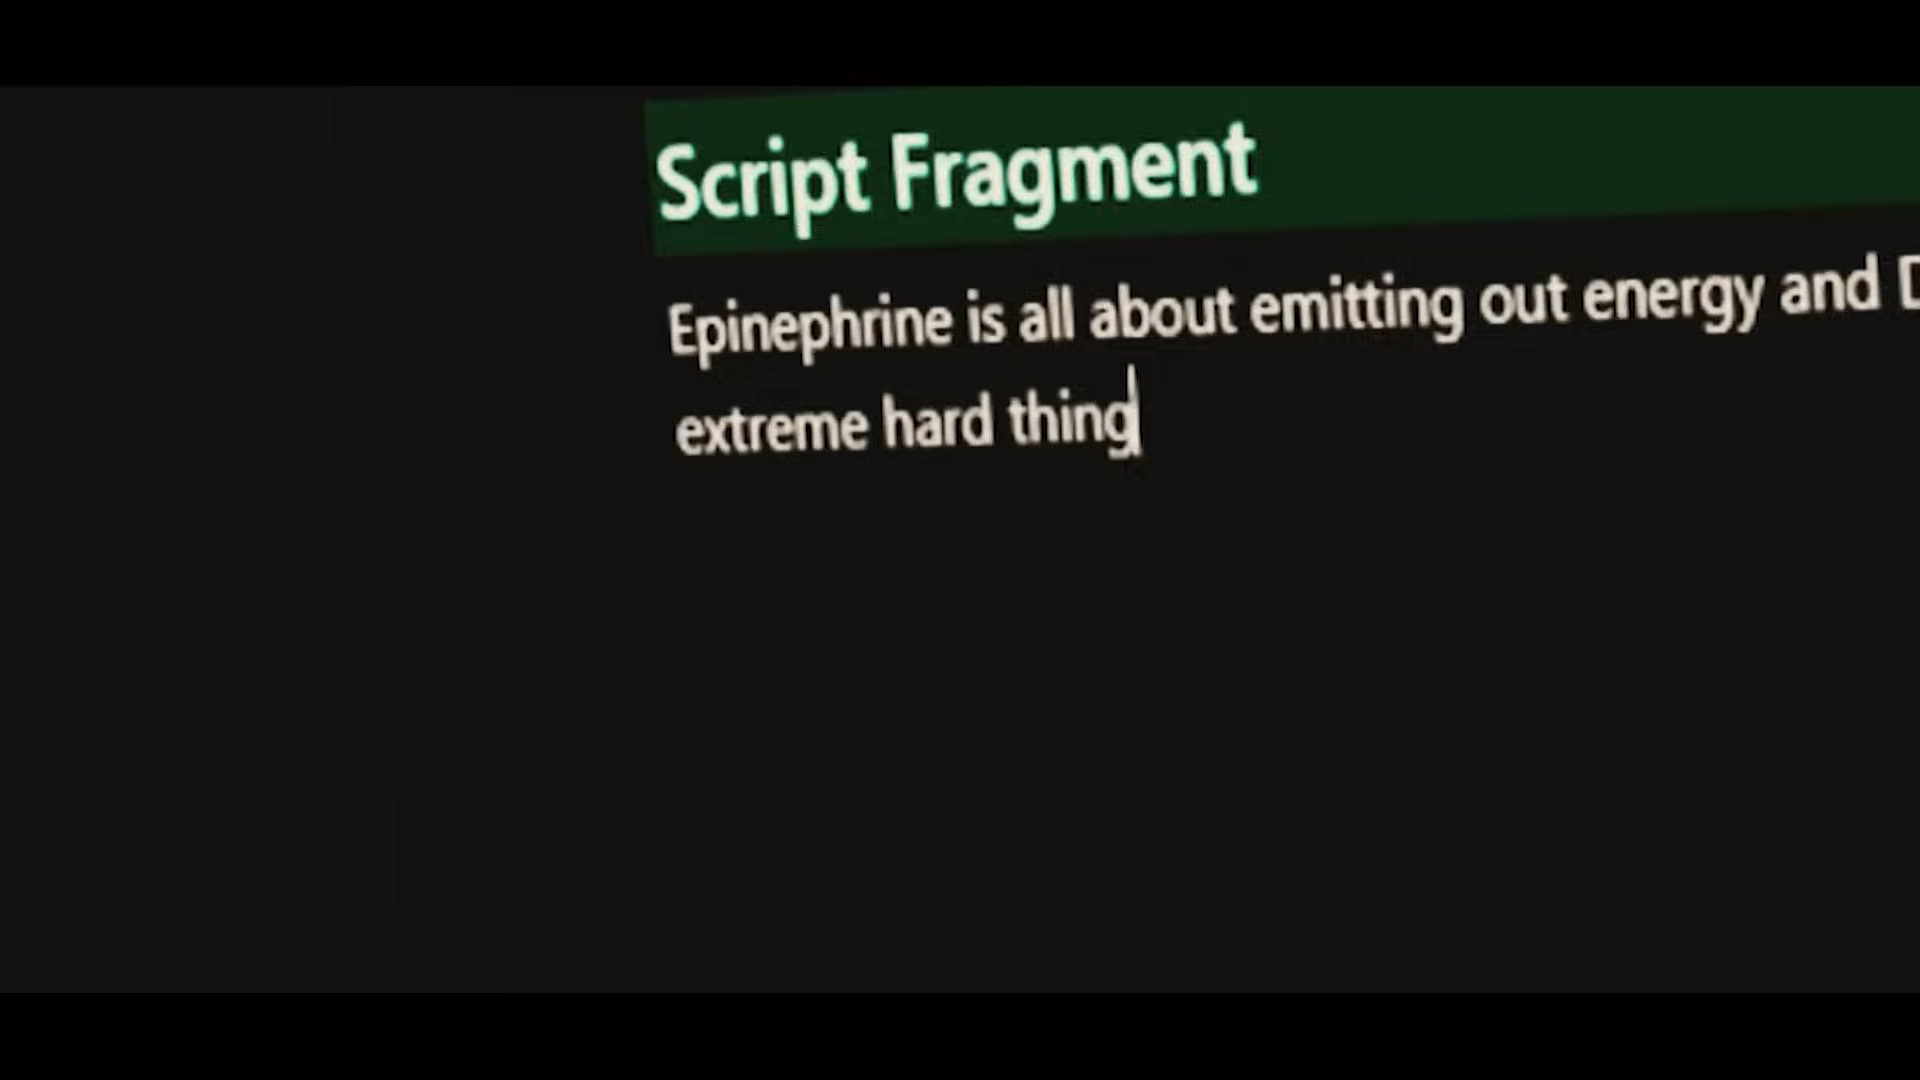 Script Fragment
Epinephrine is all about emitting out energy and
extreme hard thing